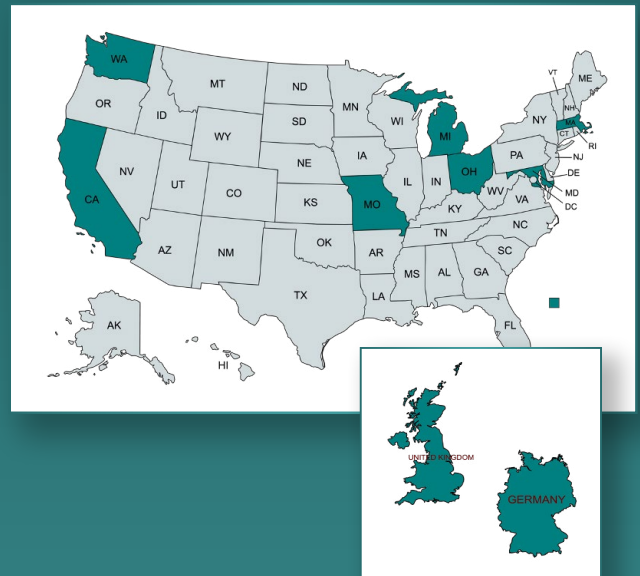 WA
MT
ND
MN
VT
ME
OR
ID
SD
WI
MI
NY
NH
MA
CT
RI
WY
NE
IA
PA
NJ
NV
UT
CO
KS
MO
IL
IN
OH
WV
VA
DE
MD
DC
CA
KY
NC
AZ
NM
OK
AR
TN
SC
TX
LA
MS
AL
GA
FL
AK
HI
UNITED KINGDOM
GERMANY